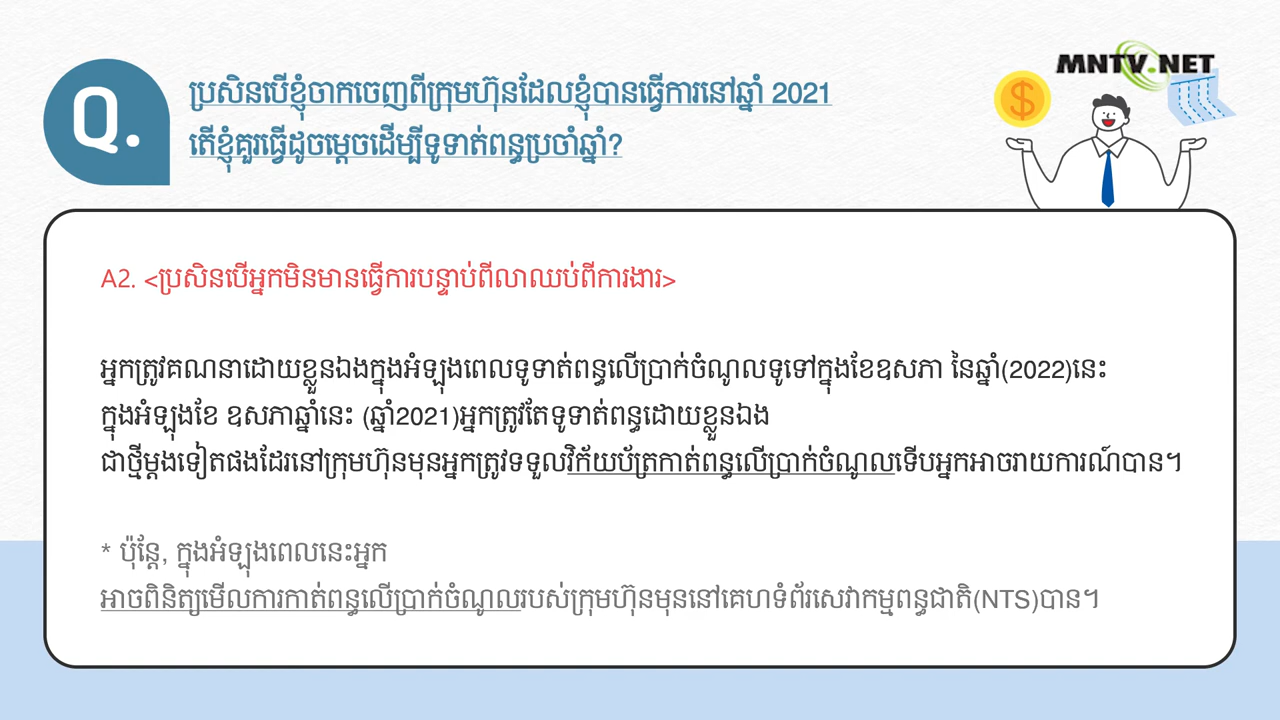 MNTV.NET
Q.
ប្រសិនបើខ្ញុំចាកចេញពីក្រុមហ៊ុនដែលខ្ញុំបានធ្វើការនៅឆ្នាំ 2021
តើខ្ញុំគួរធ្វើដូចម្តេចដើម្បីទូទាត់ពន្ធប្រចាំឆ្នាំ?
$
A2. <ប្រសិនបើអ្នកមិនមានធ្វើការបន្ទាប់ពីលាឈប់ពីការងារ>
អ្នកត្រូវគណនាដោយខ្លួនឯងក្នុងអំឡុងពេលទូទាត់ពន្ធលើប្រាក់ចំណូលទូទៅក្នុងខែឧសភា នៃឆ្នាំ(2022)នេះ
ក្នុងអំឡុងខែ ឧសភាឆ្នាំនេះ (ឆ្នាំ2021)អ្នកត្រូវតែទូទាត់ពន្ធដោយខ្លួនឯង
ជាថ្មីម្តងទៀតផងដែរនៅក្រុមហ៊ុនមុនអ្នកត្រូវទទួលវិក័យប័ត្រកាត់ពន្ធលើប្រាក់ចំណូលទើបអ្នកអាចរាយការណ៍បាន។
* ប៉ុន្តែ, ក្នុងអំឡុងពេលនេះអ្នក
អាចពិនិត្យមើលការកាត់ពន្ធលើប្រាក់ចំណូលរបស់ក្រុមហ៊ុនមុននៅគេហទំព័រសេវាកម្មពន្ធជាតិ(NTS)បាន។